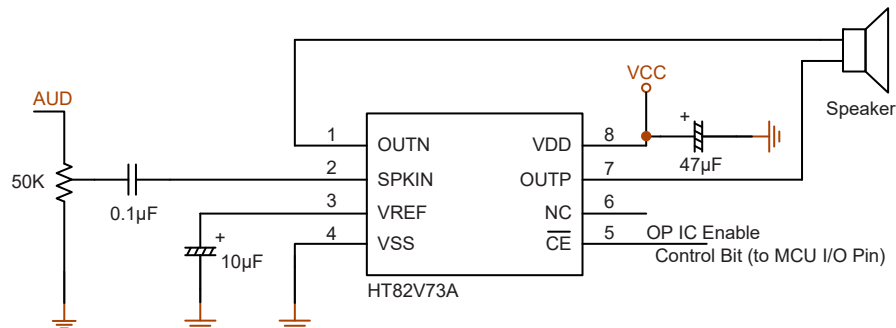 Speaker
VCC
AUD
+
47µF
50K
0.1µF
+
10µF
1
2
3
4
OUTN
SPKIN
VREF
VSS
VDD
OUTP
NC
CE
8
7
6
5
OP IC Enable
Control Bit (to MCU I/O Pin)
HT82V73A